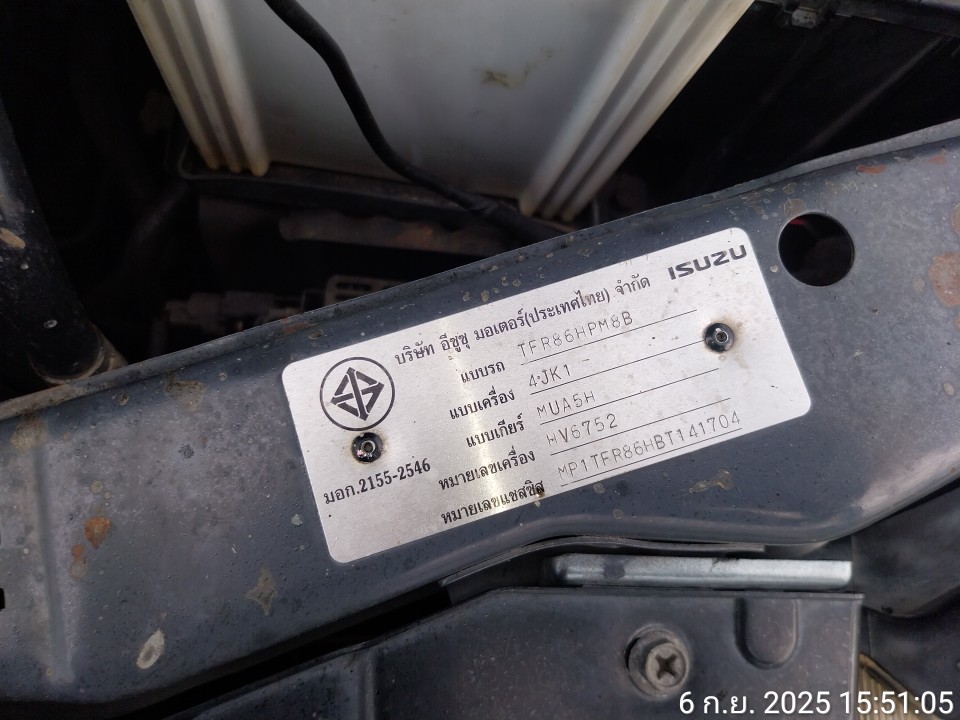 ISUZU
บริษัท อีซูซุ มอเตอร์(ประเทศไทย) จำกัด
แบบรถ TFR86HPM8B
แบบเครื่อง 4JK1
แบบเกียร์ MUA5H
หมายเลขเครื่อง HV6752
หมายเลขแชสซิส MP1TFR86HBT141704
มอก.2155-2546
6 ก.ย. 2025 15:51:05